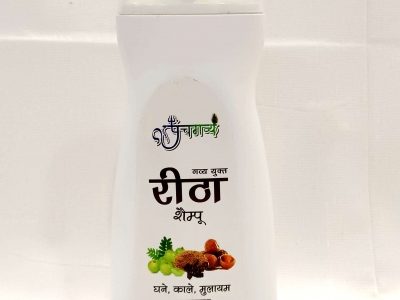 पंचगव्य
गव्य युक्त
रीठा
शैम्पू
घने, काले, मुलायम